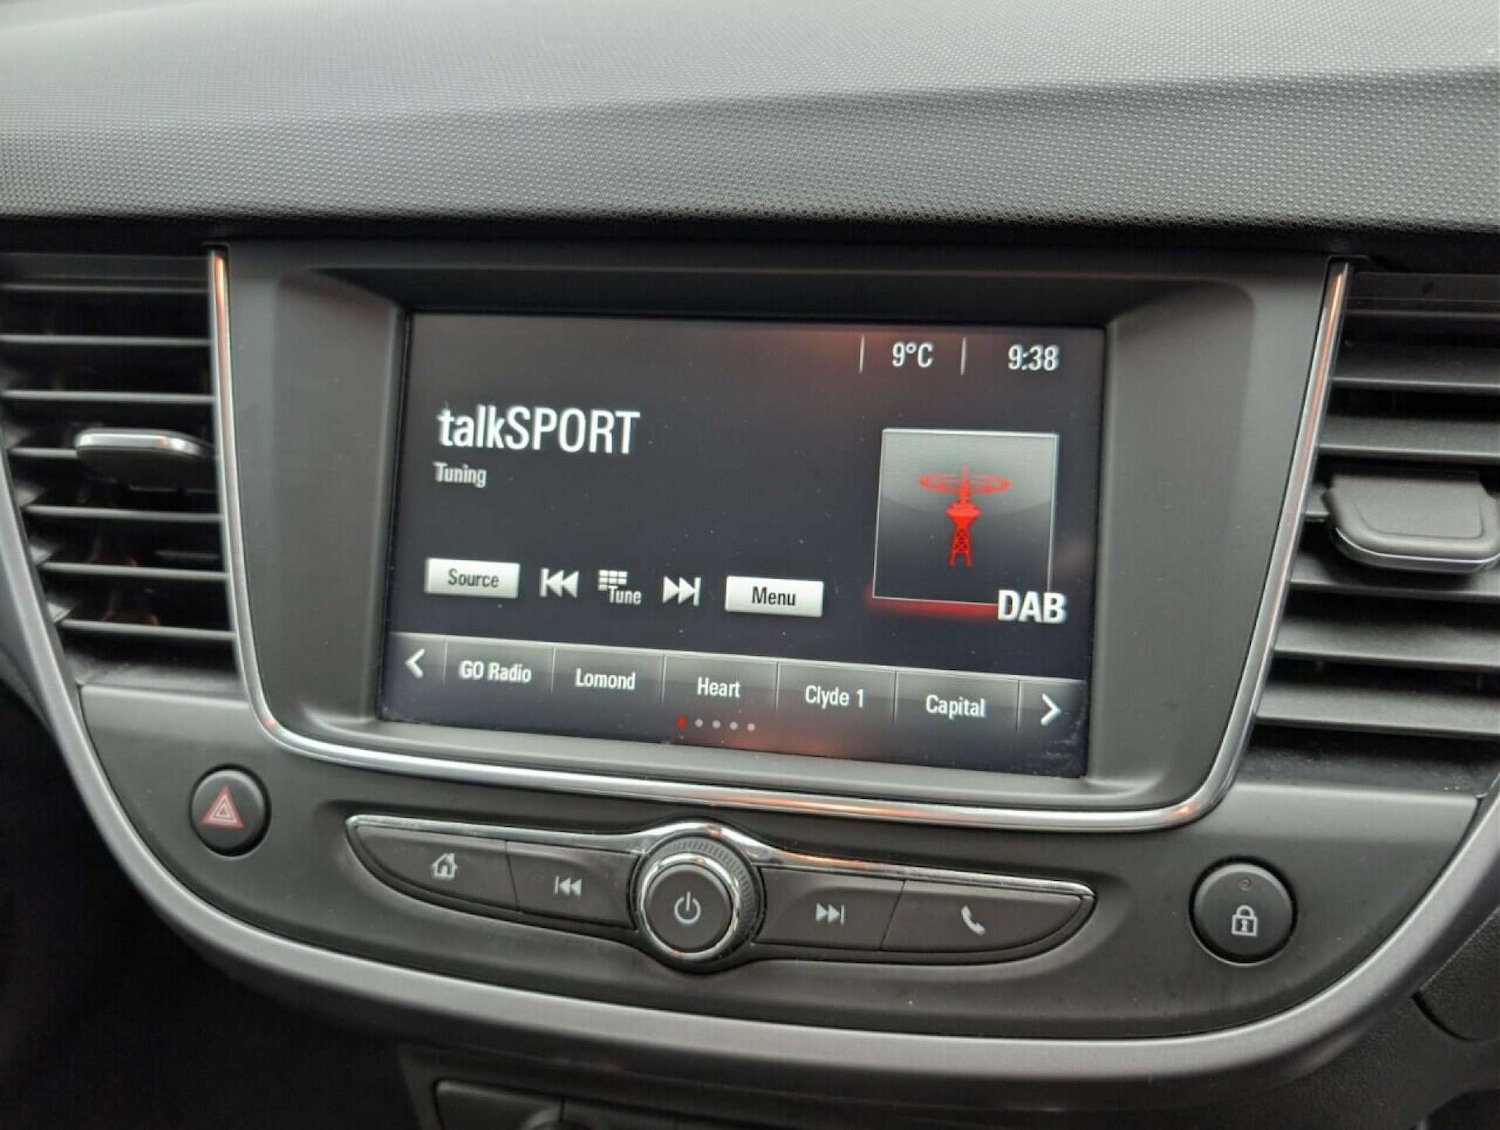 9°C 9:38
talkSPORT
Tuning
Source Tune Menu
DAB
GO Radio Lomond Heart Clyde 1 Capital